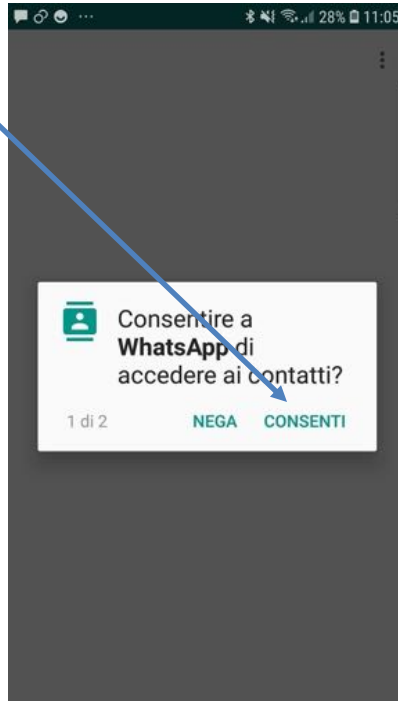 28% 11:05
Consentire a
WhatsApp di
accedere ai contatti?
1 di 2 NEGA CONSENTI